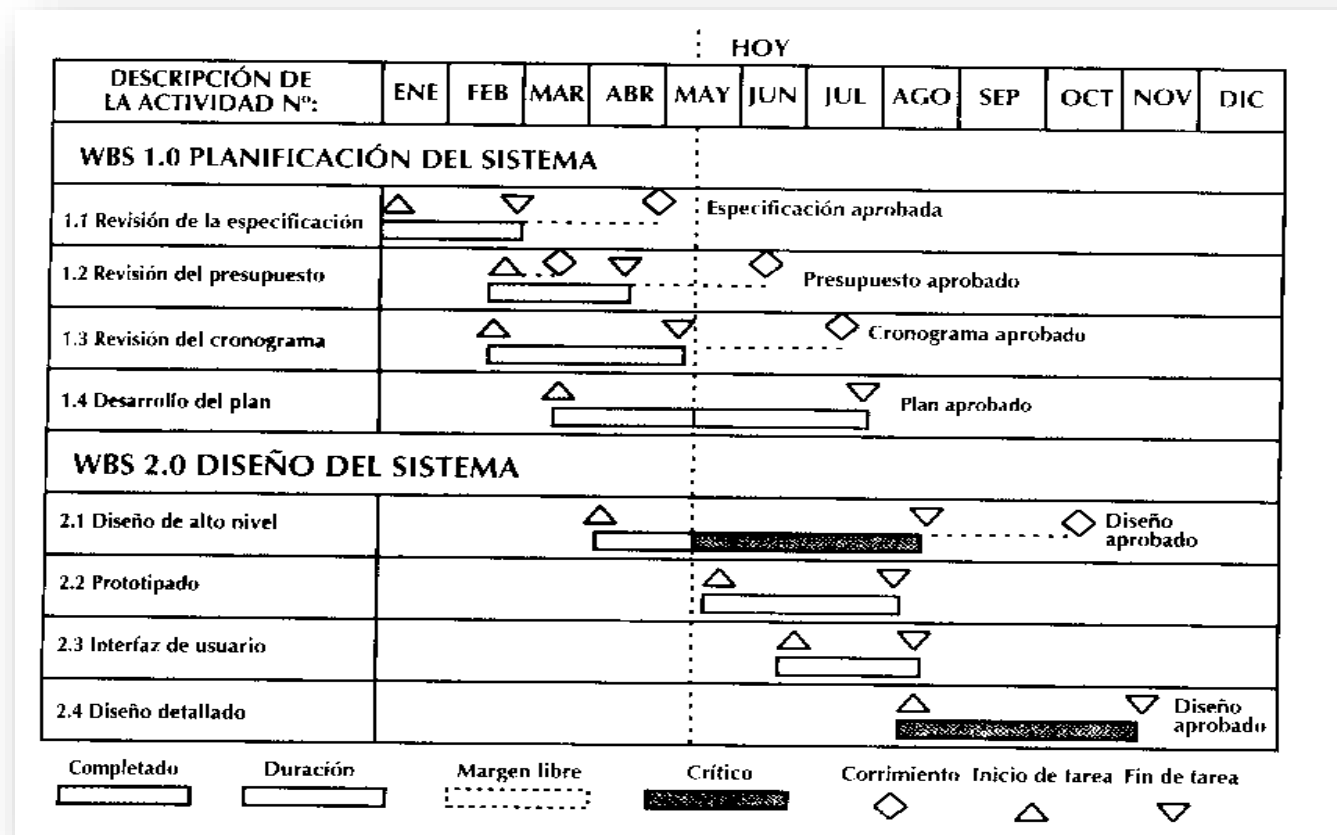 HOY
DESCRIPCIÓN DE
LA ACTIVIDAD Nº:
ENE FEB MAR ABR MAY JUN JUL AGO SEP OCT NOV DIC
WBS 1.0 PLANIFICACIÓN DEL SISTEMA
1.1 Revisión de la especificación
Especificación aprobada
1.2 Revisión del presupuesto
Presupuesto aprobado
1.3 Revisión del cronograma
Cronograma aprobado
1.4 Desarrollo del plan
Plan aprobado
WBS 2.0 DISEÑO DEL SISTEMA
2.1 Diseño de alto nivel
Diseño
aprobado
2.2 Prototipado
2.3 Interfaz de usuario
2.4 Diseño detallado
Diseño
aprobado
Completado Duración Margen libre Crítico Corrimiento Inicio de tarea Fin de tarea